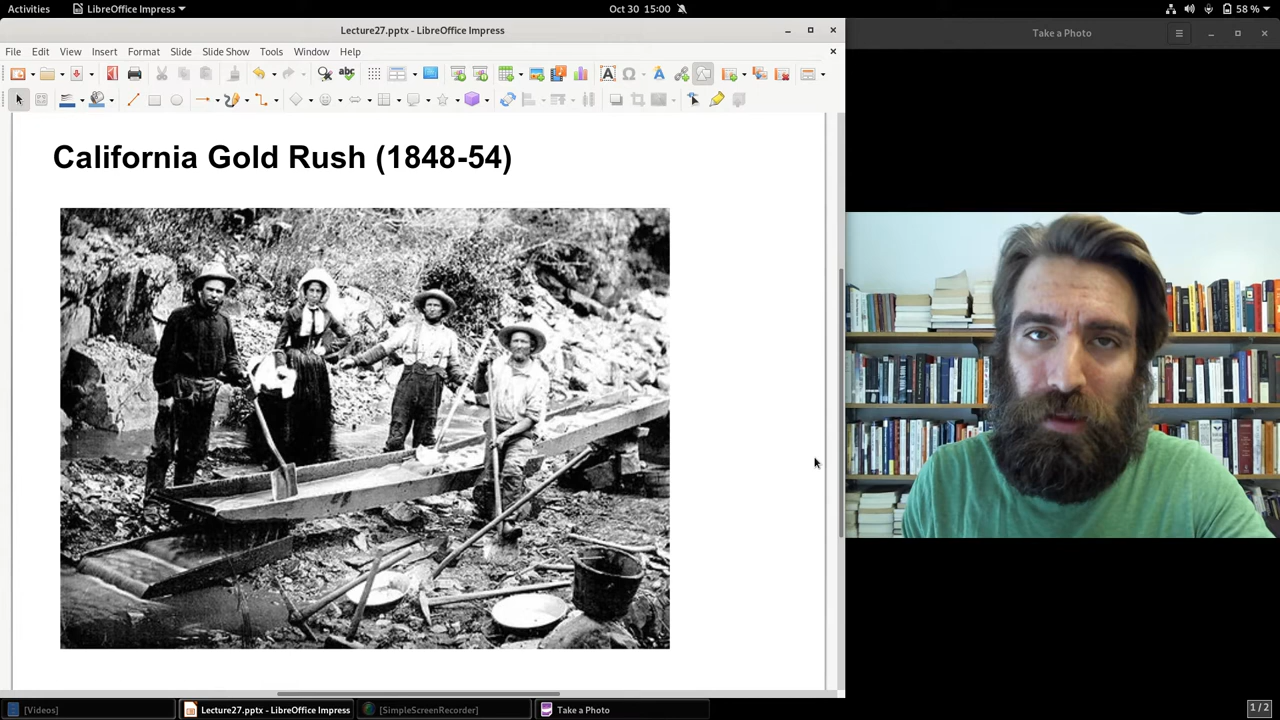 Activities
LibreOffice Impress
Oct 30 15:00
58 %
Lecture27.pptx - LibreOffice Impress
Take a Photo
File Edit View Insert Format Slide Slide Show Tools Window Help
abc
California Gold Rush (1848-54)
[Videos]
Lecture27.pptx - LibreOffice Impress
[SimpleScreenRecorder]
Take a Photo
1/2